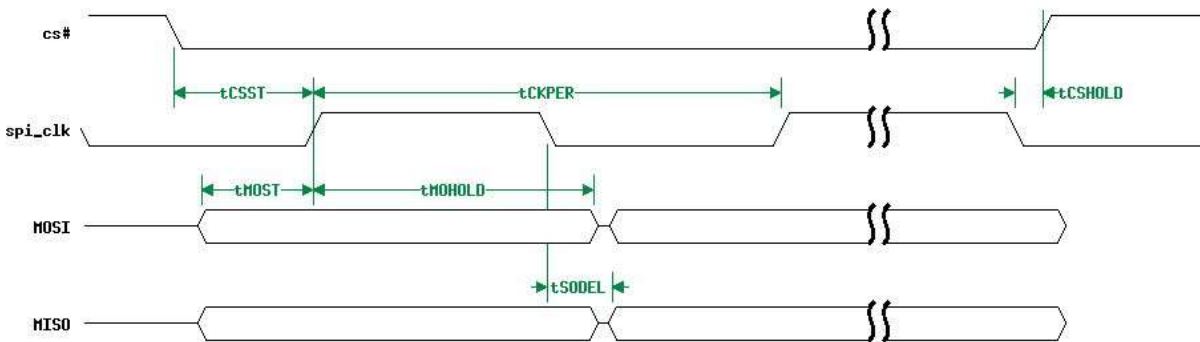 cs#
tCSST
tCKPER
tCSHOLD
spi_clk
tMOST
tMOHOLD
MOSI
tSODEL
MISO